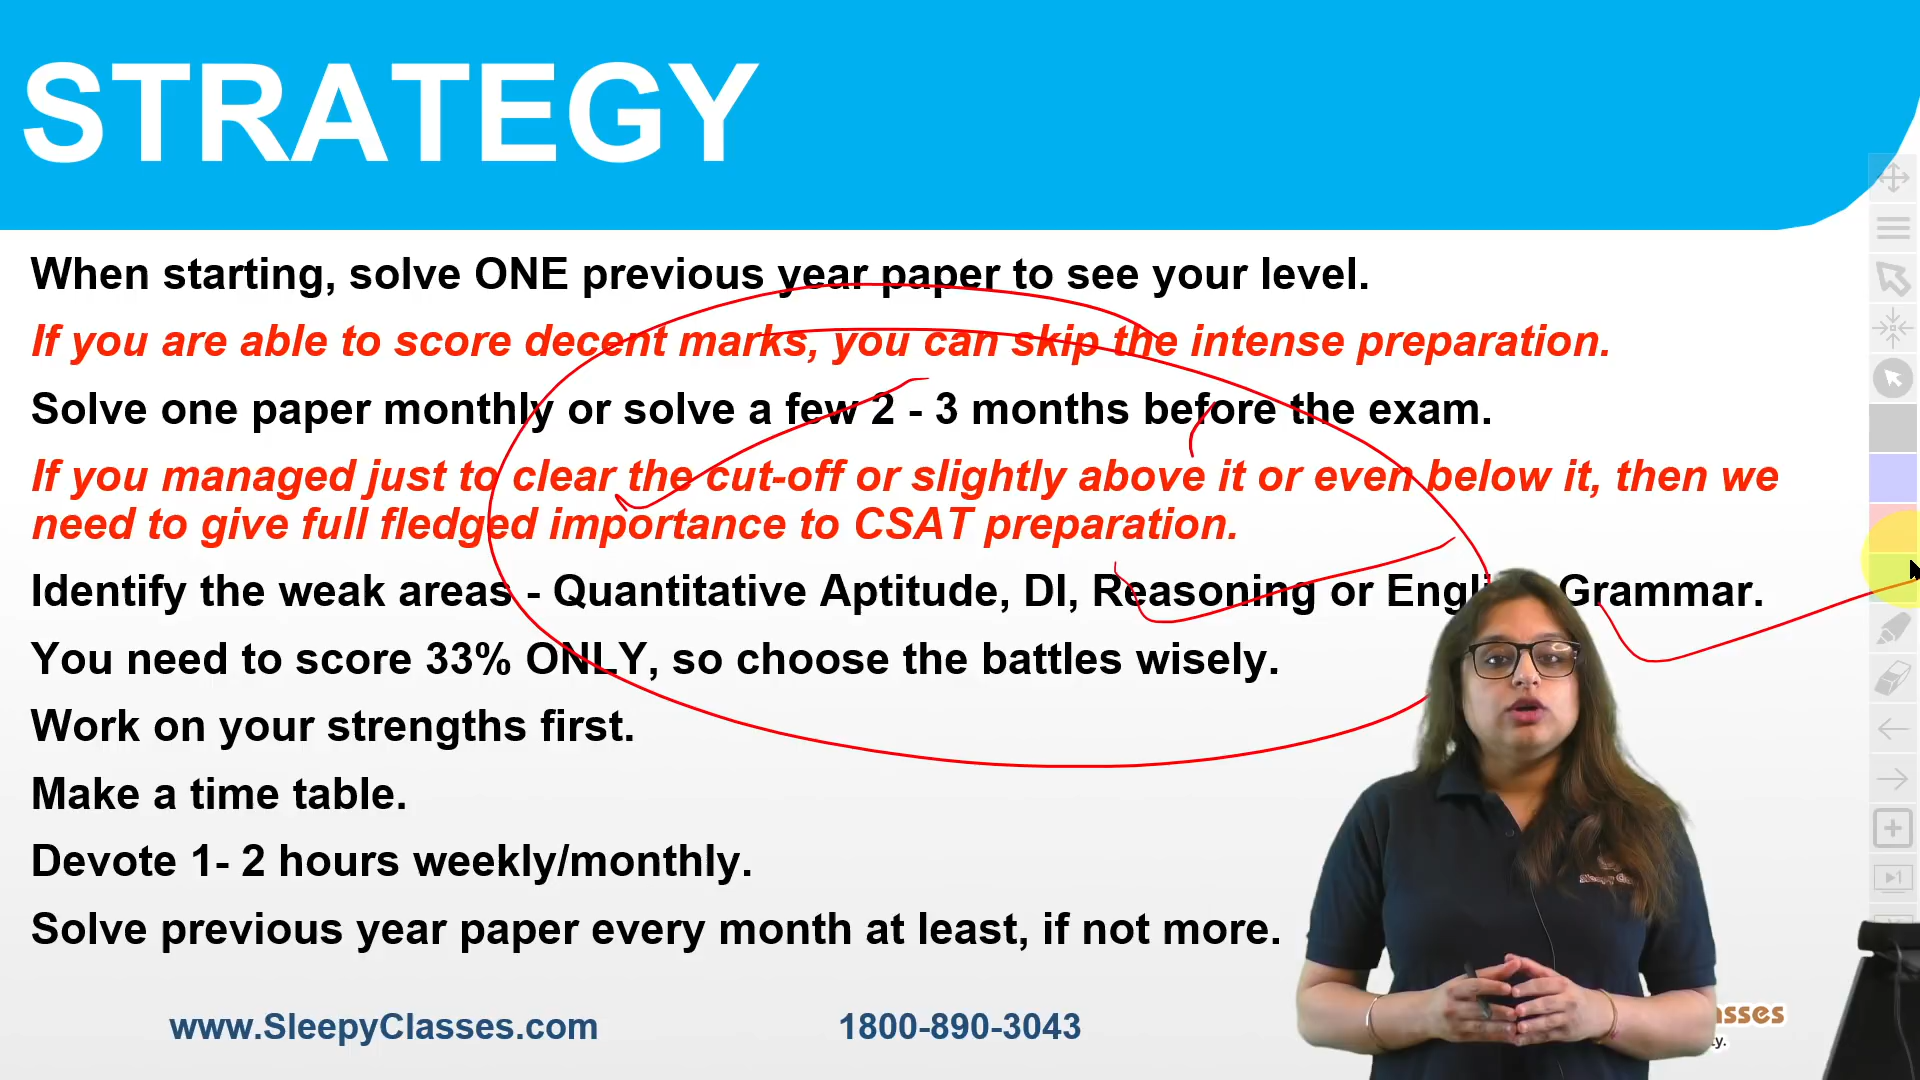 STRATEGY
When starting, solve ONE previous year paper to see your level.
If you are able to score decent marks, you can skip the intense preparation.
Solve one paper monthly or solve a few 2 - 3 months before the exam.
If you managed just to clear the cut-off or slightly above it or even below it, then we
need to give full fledged importance to CSAT preparation.
Identify the weak areas - Quantitative Aptitude, DI, Reasoning or Grammar.
You need to score 33% ONLY, so choose the battles wisely.
Work on your strengths first.
Make a time table.
Devote 1- 2 hours weekly/monthly.
Solve previous year paper every month at least, if not more.
www.SleepyClasses.com 1800-890-3043